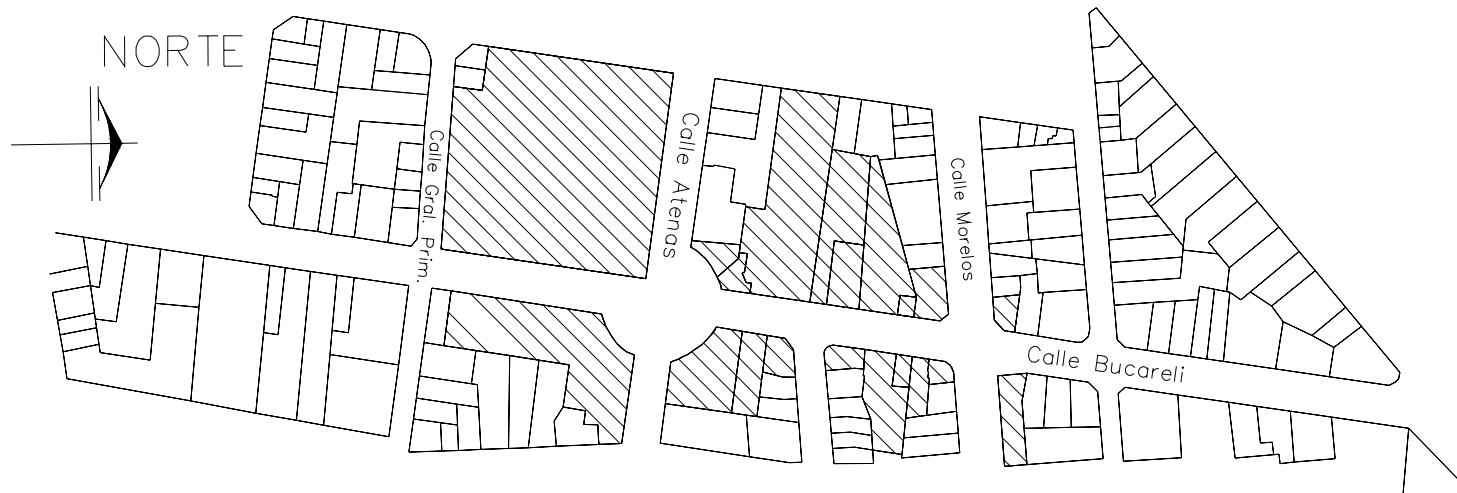 NORTE
Calle Gral. Prim.
Calle Atenas
Calle Morelos
Calle Bucareli